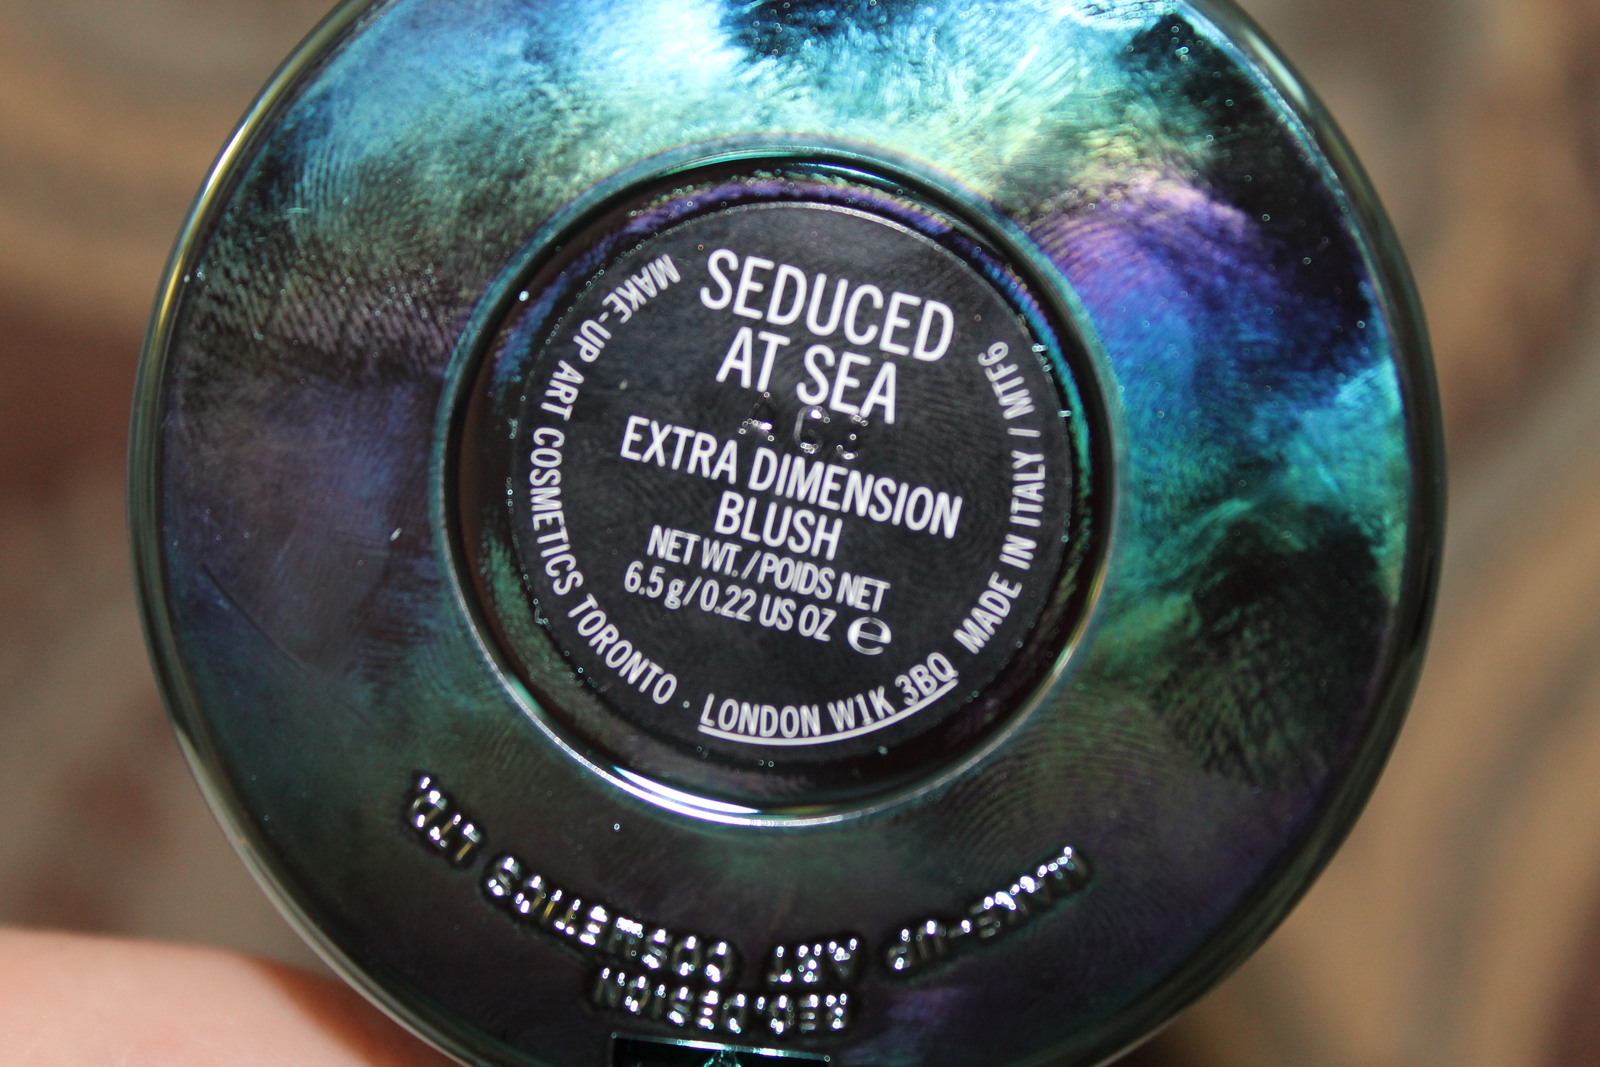 SEDUCED
AT SEA
EXTRA DIMENSION
BLUSH
NET WT. / POIDS NET
6.5 g / 0.22 US OZ e
MAKE-UP ART COSMETICS TORONTO · LONDON W1K 3BQ MADE IN ITALY / MTF6
MAKE-UP ART COSMETICS LTD.
REG.DESIGN